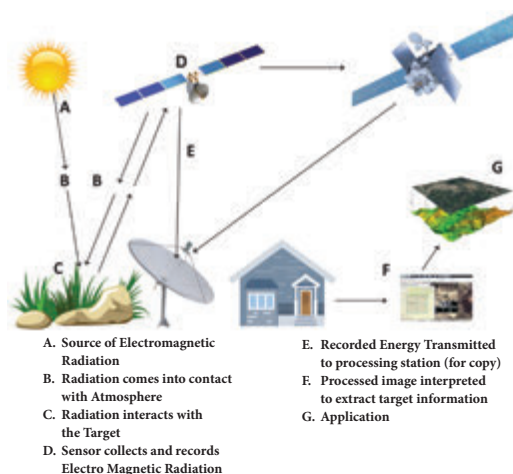 D
A
E
B
B
G
C
F
A. Source of Electromagnetic
Radiation
B. Radiation comes into contact
with Atmosphere
C. Radiation interacts with
the Target
D. Sensor collects and records
Electro Magnetic Radiation
E. Recorded Energy Transmitted
to processing station (for copy)
F. Processed image interpreted
to extract target information
G. Application